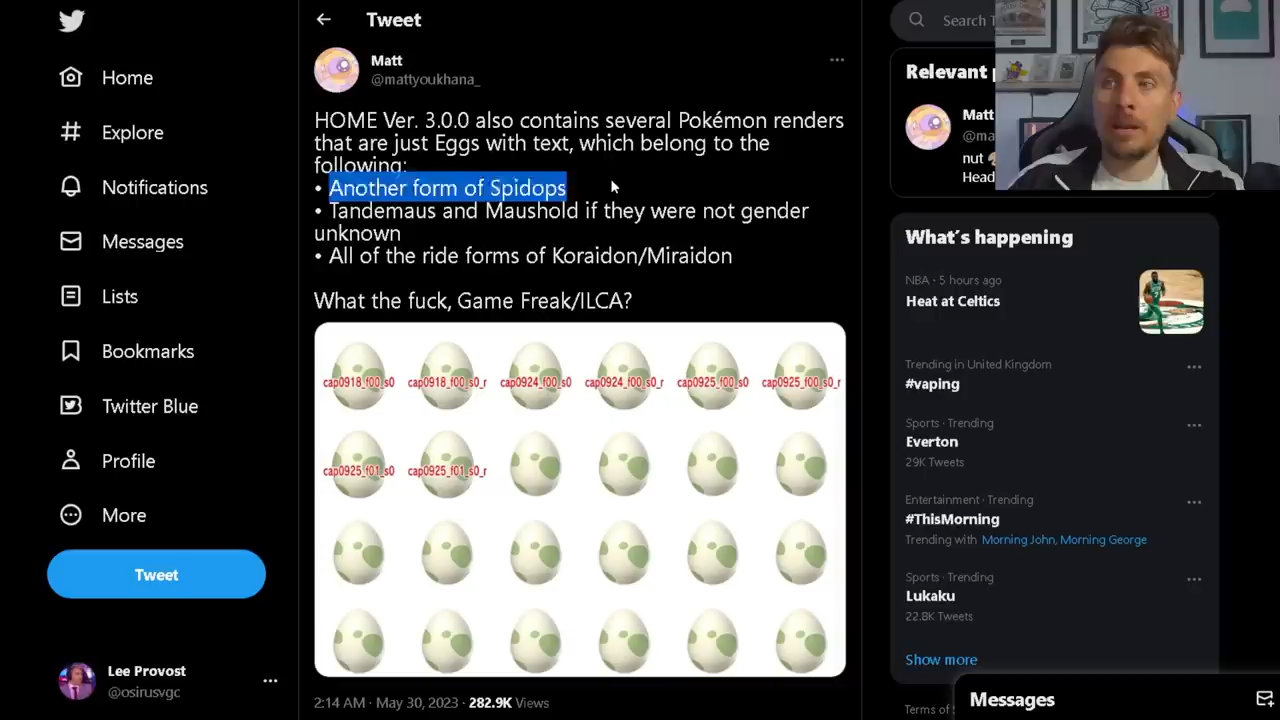 Home
Explore
Notifications
Messages
Lists
Bookmarks
Twitter Blue
Profile
More
Tweet
Lee Provost
@osirusvgc
Tweet
Matt
@mattyoukhana_
HOME Ver. 3.0.0 also contains several Pokémon renders
that are just Eggs with text, which belong to the
following:
• Another form of Spidops
• Tandemaus and Maushold if they were not gender
unknown
• All of the ride forms of Koraidon/Miraidon
What the fuck, Game Freak/ILCA?
cap0918_f00_s0 cap0918_f00_s0_r cap0924_f00_s0 cap0924_f00_s0_r cap0925_f00_s0 cap0925_f00_s0_r
cap0925_f01_s0 cap0925_f01_s0_r
2:14 AM · May 30, 2023 · 282.9K Views
Search
Relevant
Matt
nut
Head
What's happening
NBA · 5 hours ago
Heat at Celtics
Trending in United Kingdom
#vaping
Sports · Trending
Everton
29K Tweets
Entertainment · Trending
#ThisMorning
Trending with Morning John, Morning George
Sports · Trending
Lukaku
22.8K Tweets
Show more
Terms of
Messages